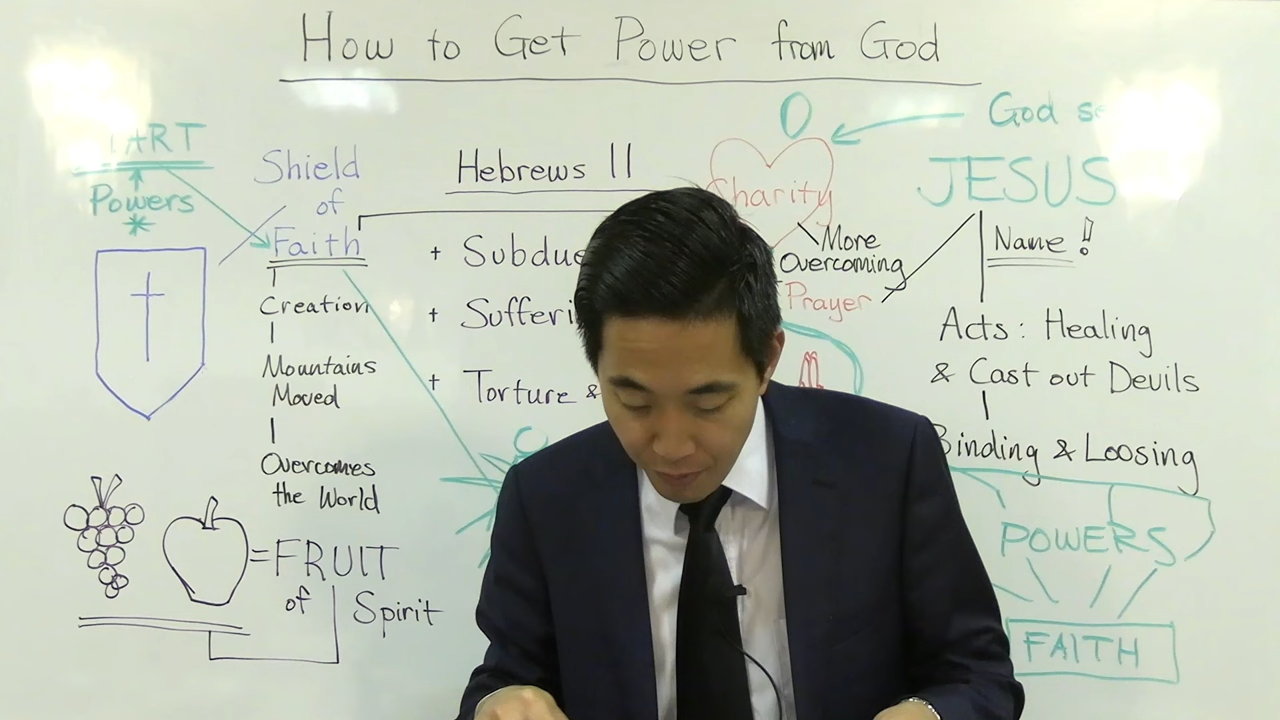 How to Get Power from God
Powers
*
Shield
of
Faith
Creation
Mountains
Moved
Overcomes
the World
= FRUIT
of
Spirit
Hebrews 11
+
+
+ Torture &
Charity
More
Overcoming
Prayer
God
JESUS
Name!
Acts: Healing
& Cast out Devils
Binding & Loosing
POWERS
FAITH